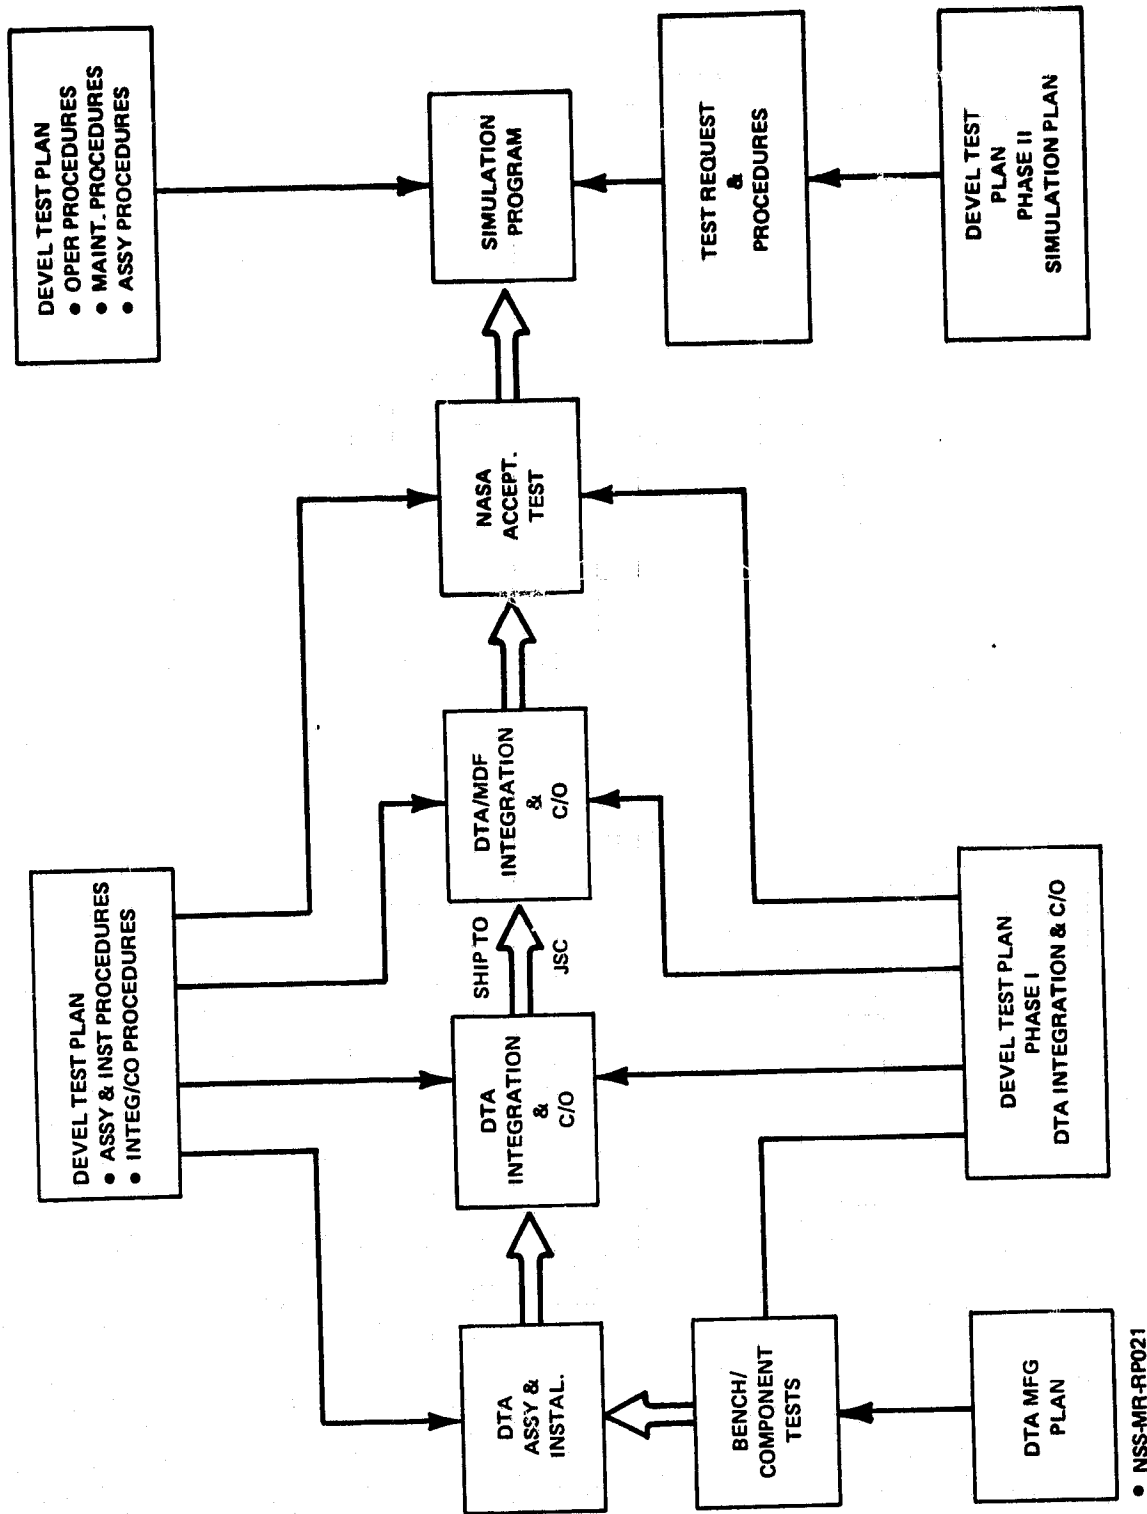 DEVEL TEST PLAN
• ASSY & INST PROCEDURES
• INTEG/CO PROCEDURES
DEVEL TEST PLAN
• OPER PROCEDURES
• MAINT. PROCEDURES
• ASSY PROCEDURES
DTA
ASSY &
INSTAL.
DTA
INTEGRATION
&
C/O
SHIP TO
JSC
DTA/MDF
INTEGRATION
&
C/O
NASA
ACCEPT.
TEST
SIMULATION
PROGRAM
BENCH/
COMPONENT
TESTS
TEST REQUEST
&
PROCEDURES
DTA MFG
PLAN
• NSS-MR-RP021
DEVEL TEST PLAN
PHASE I
DTA INTEGRATION & C/O
DEVEL TEST
PLAN
PHASE II
SIMULATION PLAN